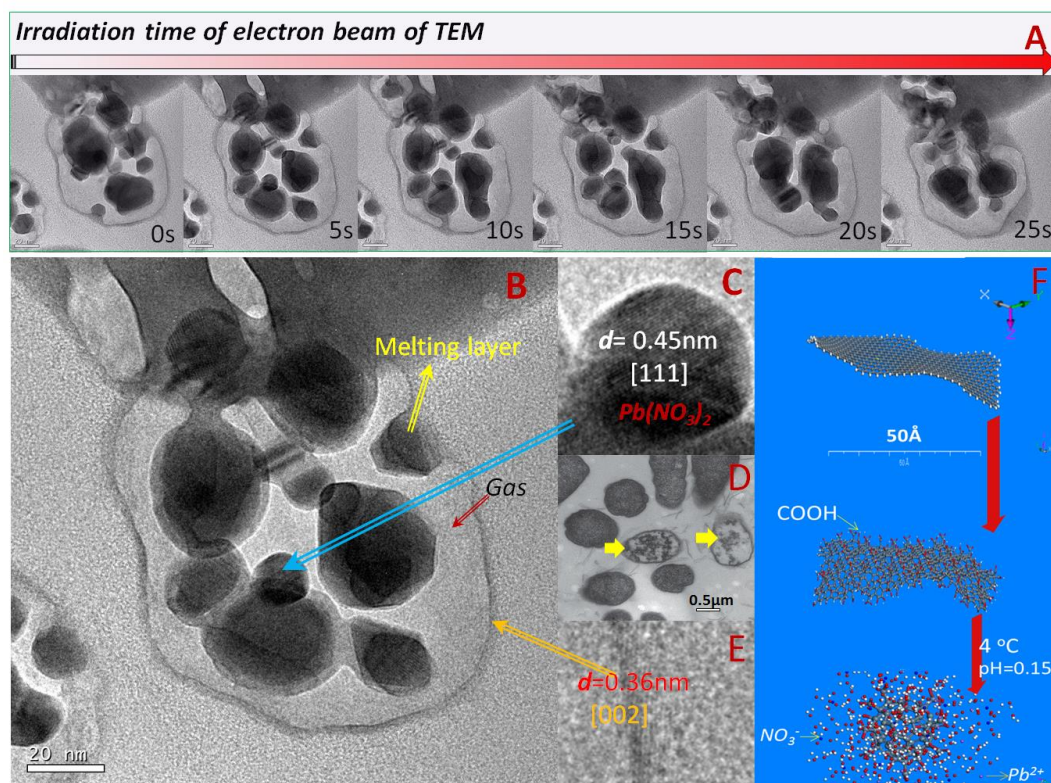 Irradiation time of electron beam of TEM
A
0s
5s
10s
15s
20s
25s
B
Melting layer
Gas
20 nm
C
d= 0.45nm
[111]
Pb(NO₃)₂
D
0.5μm
E
d=0.36nm
[002]
F
X
Y
Z
50Å
COOH
4 °C
pH=0.15
NO₃⁻
Pb²⁺